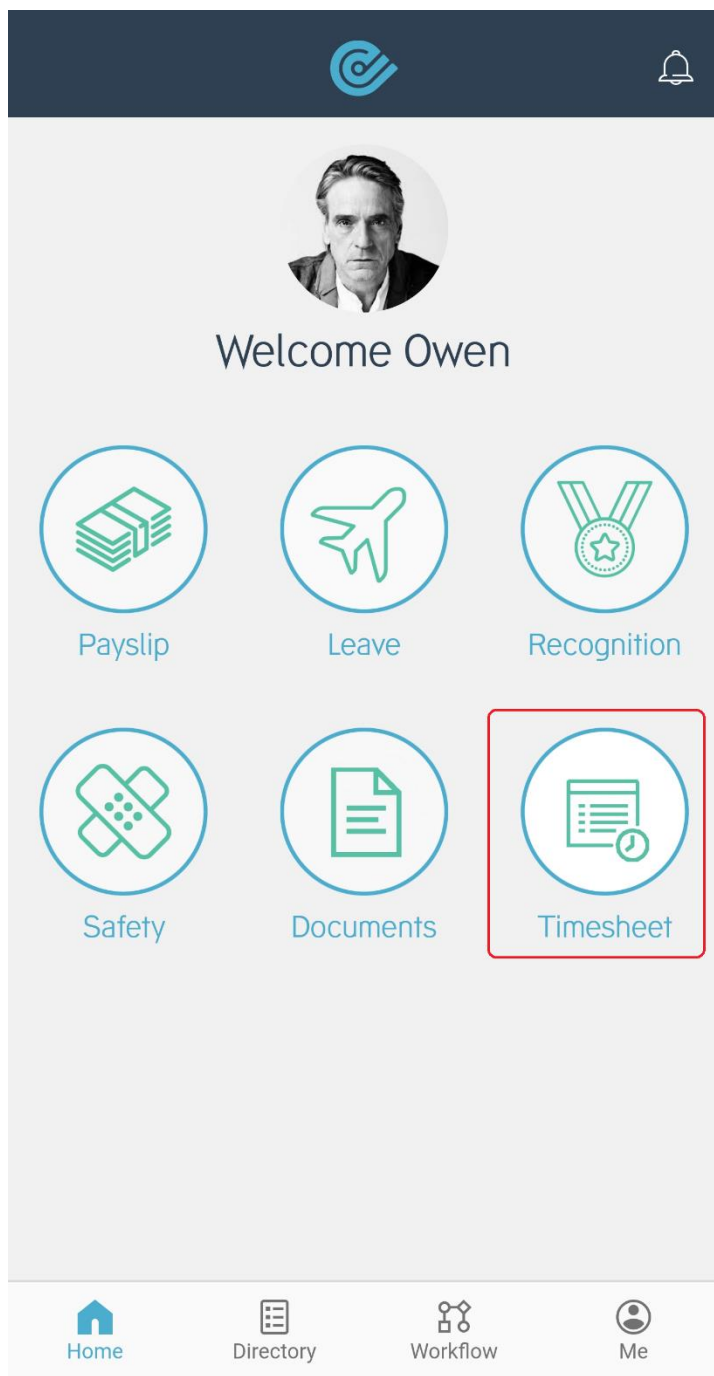 Welcome Owen
Payslip Leave Recognition
Safety Documents Timesheet
Home Directory Workflow Me